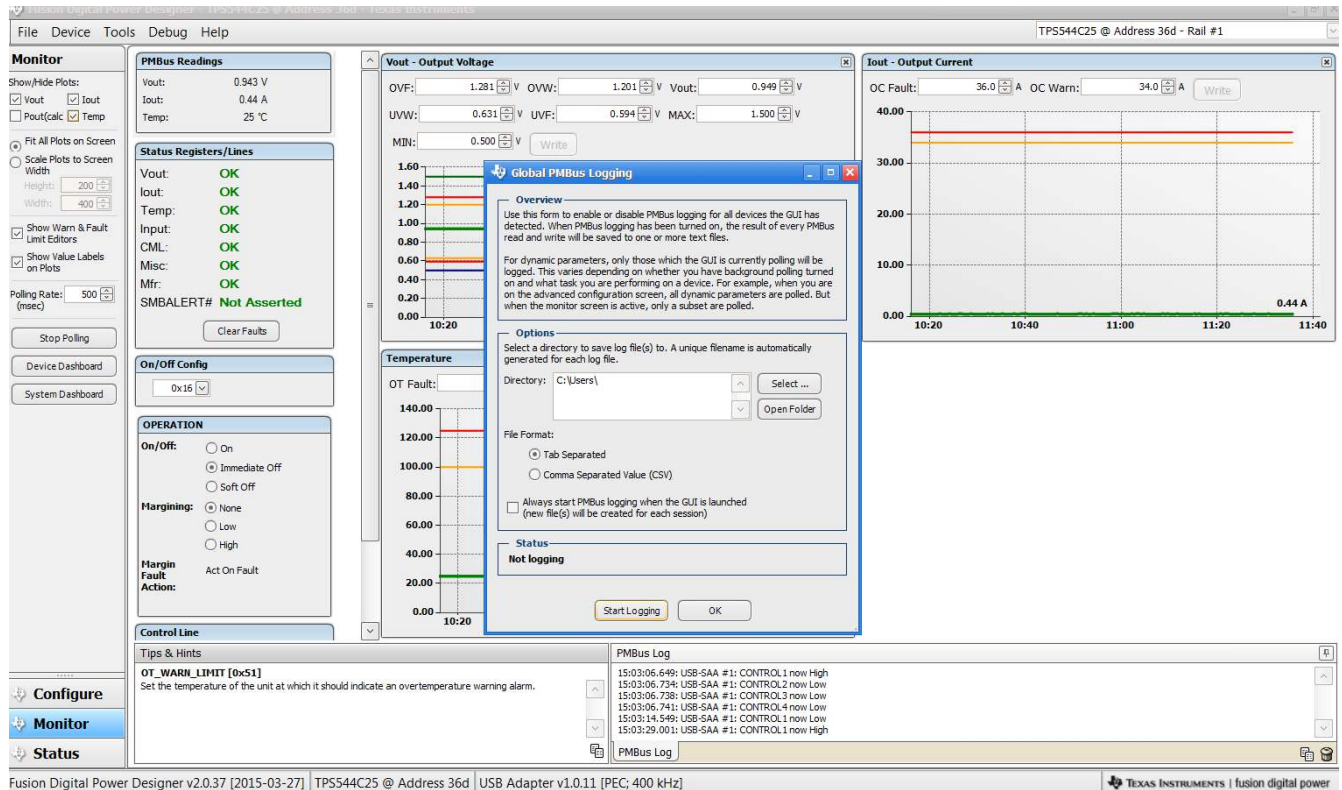 Fusion Digital Power Designer - TPS544C25 @ Address 36d - Texas Instruments
File Device Tools Debug Help
TPS544C25 @ Address 36d - Rail #1
Monitor
Show/Hide Plots:
Vout Iout
Pout(calc Temp
Fit All Plots on Screen
Scale Plots to Screen
Width
Height: 200
Width: 400
Show Warn & Fault
Limit Editors
Show Value Labels
on Plots
Polling Rate: 500
(msec)
Stop Polling
Device Dashboard
System Dashboard
Configure
Monitor
Status
PMBus Readings
Vout: 0.943 V
Iout: 0.44 A
Temp: 25 °C
Status Registers/Lines
Vout: OK
Iout: OK
Temp: OK
Input: OK
CML: OK
Misc: OK
Mfr: OK
SMBALERT# Not Asserted
Clear Faults
On/Off Config
0x16
OPERATION
On/Off: On
Immediate Off
Soft Off
Margining: None
Low
High
Margin
Fault
Action:
Act On Fault
Control Line
Vout - Output Voltage
OVF: 1.281 V OVW: 1.201 V Vout: 0.949 V
UVW: 0.631 V UVF: 0.594 V MAX: 1.500 V
MIN: 0.500 V Write
1.60
1.40
1.20
1.00
0.80
0.60
0.40
0.20
0.00
10:20
Temperature
OT Fault:
140.00
120.00
100.00
80.00
60.00
40.00
20.00
0.00
10:20
Iout - Output Current
OC Fault: 36.0 A OC Warn: 34.0 A Write
40.00
30.00
20.00
10.00
0.00
0.44 A
10:20 10:40 11:00 11:20 11:40
Global PMBus Logging
Overview
Use this form to enable or disable PMBus logging for all devices the GUI has
detected. When PMBus logging has been turned on, the result of every PMBus
read and write will be saved to one or more text files.
For dynamic parameters, only those which the GUI is currently polling will be
logged. This varies depending on whether you have background polling turned
on and what task you are performing on a device. For example, when you are
on the advanced configuration screen, all dynamic parameters are polled. But
when the monitor screen is active, only a subset are polled.
Options
Select a directory to save log file(s) to. A unique filename is automatically
generated for each log file.
Directory: C:\Users\
Select ...
Open Folder
File Format:
Tab Separated
Comma Separated Value (CSV)
Always start PMBus logging when the GUI is launched
(new file(s) will be created for each session)
Status
Not logging
Start Logging OK
Tips & Hints
OT_WARN_LIMIT [0x51]
Set the temperature of the unit at which it should indicate an overtemperature warning alarm.
PMBus Log
15:03:06.649: USB-SAA #1: CONTROL1 now High
15:03:06.734: USB-SAA #1: CONTROL2 now Low
15:03:06.738: USB-SAA #1: CONTROL3 now Low
15:03:06.741: USB-SAA #1: CONTROL4 now Low
15:03:14.549: USB-SAA #1: CONTROL1 now Low
15:03:29.001: USB-SAA #1: CONTROL1 now High
PMBus Log
Fusion Digital Power Designer v2.0.37 [2015-03-27] TPS544C25 @ Address 36d USB Adapter v1.0.11 [PEC; 400 kHz]
TEXAS INSTRUMENTS | fusion digital power